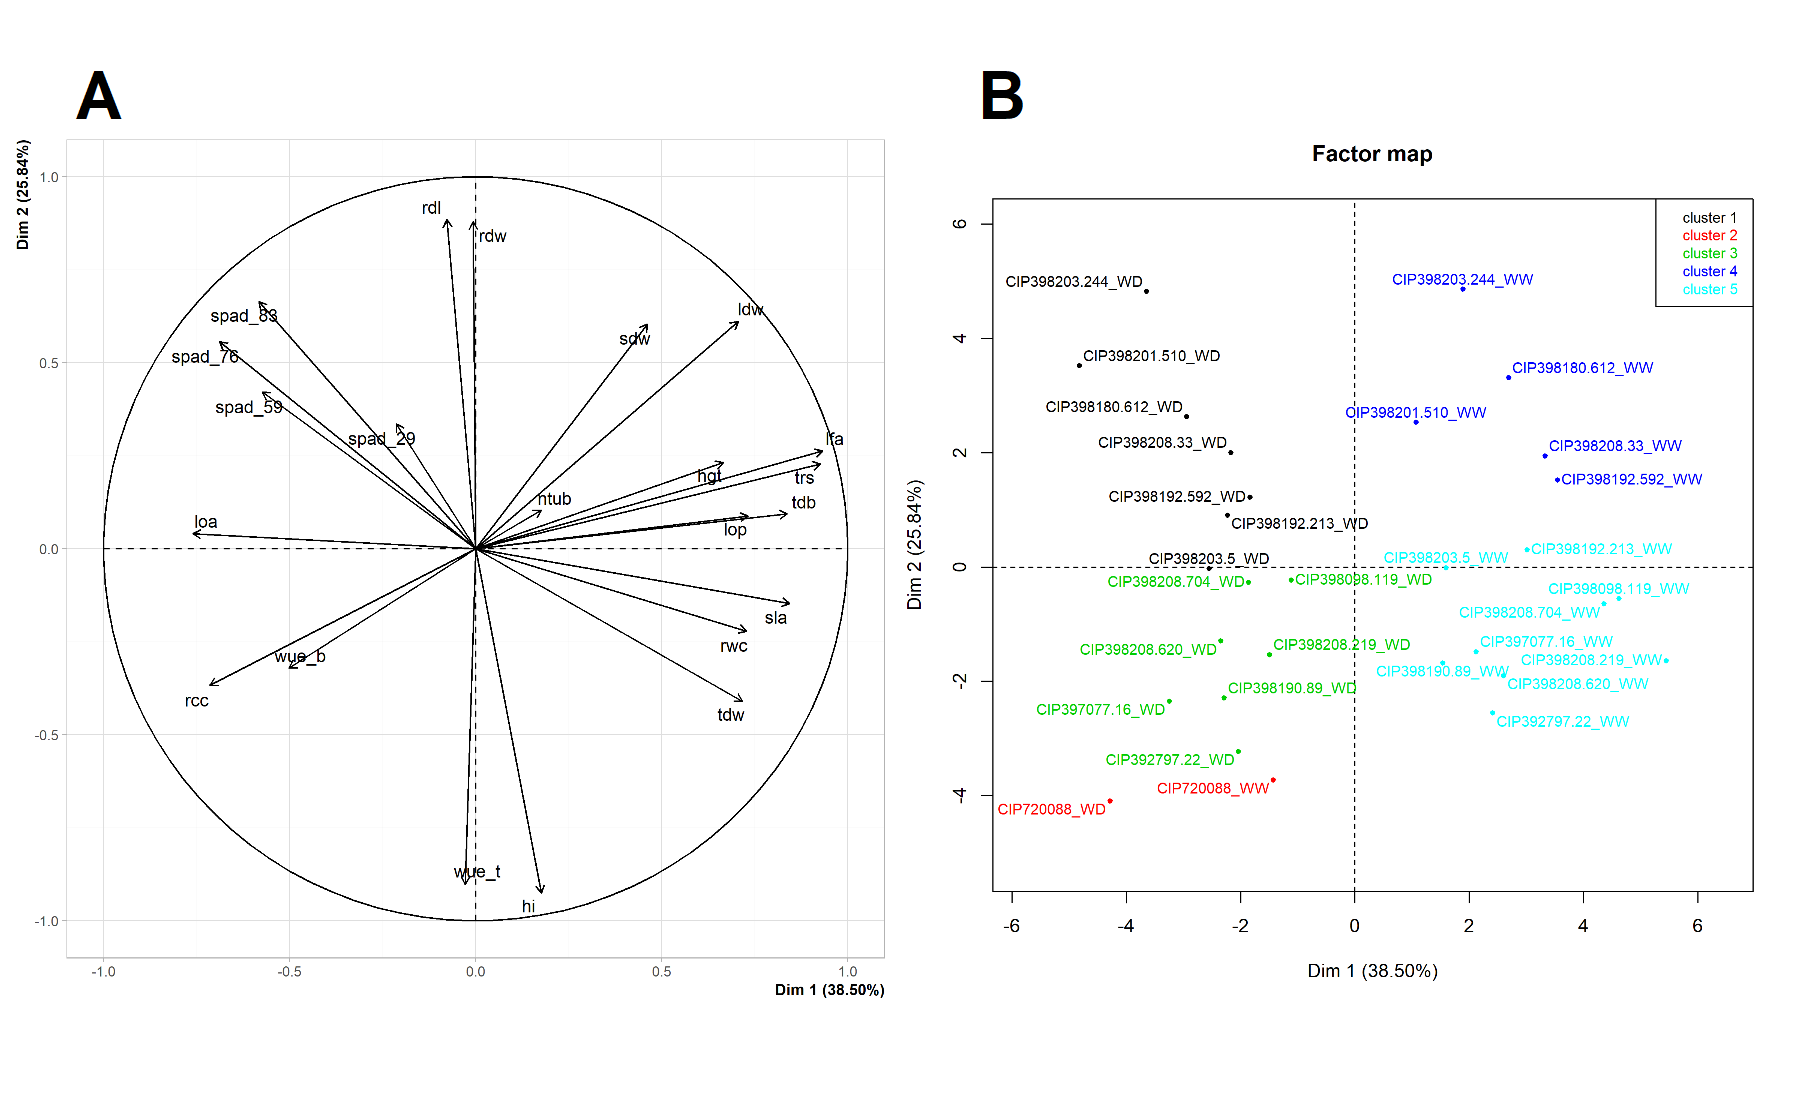 A
Dim 2 (25.84%)
1.0
0.5
0.0
-0.5
-1.0
rdl
rdw
spad_83
ldw
sdw
spad_76
spad_59
spad_29
lfa
hgt
trs
ntub
tdb
loa
lop
sla
rwc
wue_b
rcc
tdw
wue_t
hi
-1.0
-0.5
0.0
0.5
1.0
Dim 1 (38.50%)
B
Factor map
cluster 1
cluster 2
cluster 3
cluster 4
cluster 5
Dim 2 (25.84%)
6
4
2
0
-2
-4
CIP398203.244_WD
CIP398203.244_WW
CIP398201.510_WD
CIP398180.612_WW
CIP398180.612_WD
CIP398201.510_WW
CIP398208.33_WD
CIP398208.33_WW
CIP398192.592_WD
CIP398192.592_WW
CIP398192.213_WD
CIP398192.213_WW
CIP398203.5_WD
CIP398203.5_WW
CIP398208.704_WD
CIP398098.119_WD
CIP398098.119_WW
CIP398208.704_WW
CIP398208.620_WD
CIP398208.219_WD
CIP397077.16_WW
CIP398208.219_WW
CIP398190.89_WW
CIP398208.620_WW
CIP398190.89_WD
CIP397077.16_WD
CIP392797.22_WW
CIP392797.22_WD
CIP720088_WW
CIP720088_WD
-6
-4
-2
0
2
4
6
Dim 1 (38.50%)